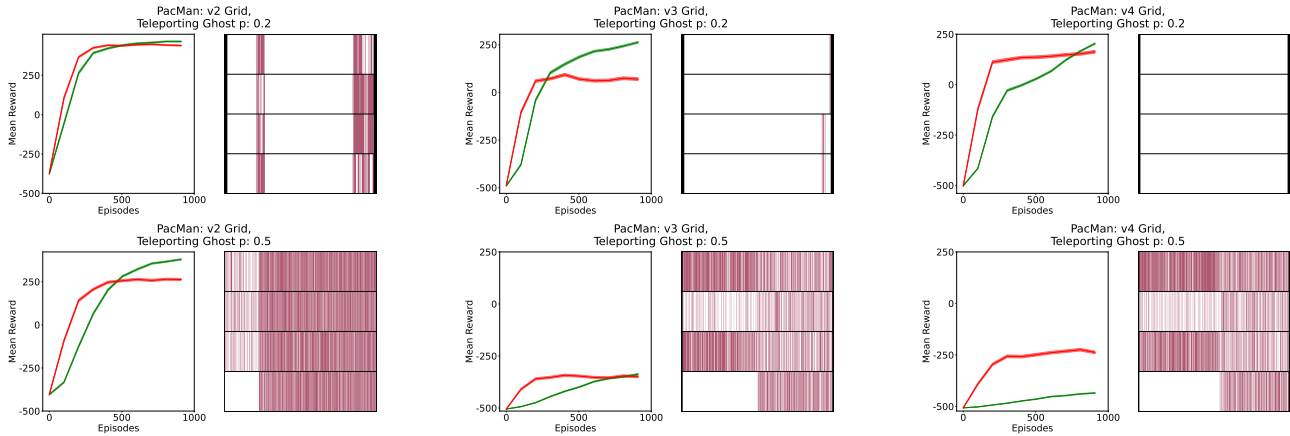 PacMan: v2 Grid,
Teleporting Ghost p: 0.2
250
0
-250
-500
Mean Reward
0
500
1000
Episodes
PacMan: v3 Grid,
Teleporting Ghost p: 0.2
250
0
-250
-500
Mean Reward
0
500
1000
Episodes
PacMan: v4 Grid,
Teleporting Ghost p: 0.2
250
0
-250
-500
Mean Reward
0
500
1000
Episodes
PacMan: v2 Grid,
Teleporting Ghost p: 0.5
250
0
-250
-500
Mean Reward
0
500
1000
Episodes
PacMan: v3 Grid,
Teleporting Ghost p: 0.5
250
0
-250
-500
Mean Reward
0
500
1000
Episodes
PacMan: v4 Grid,
Teleporting Ghost p: 0.5
250
0
-250
-500
Mean Reward
0
500
1000
Episodes